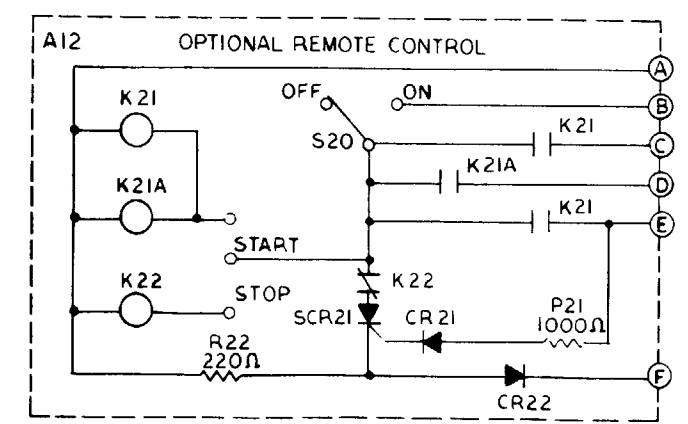 A12 OPTIONAL REMOTE CONTROL
A
K21 OFF ON B
S20 K21 C
K21A K21A D
K21 E
START
K22 K22
STOP SCR21 CR21 P21
1000Ω
R22
220Ω
F
CR22